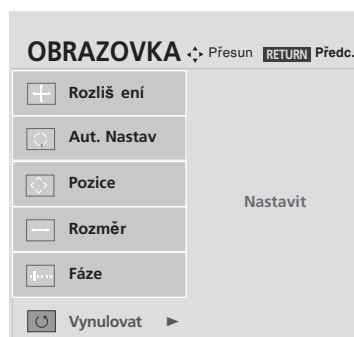 OBRAZOVKA Přesun RETURN Předc.
Rozliš ení
Aut. Nastav
Pozice
Nastavit
Rozměr
Fáze
Vynulovat ►